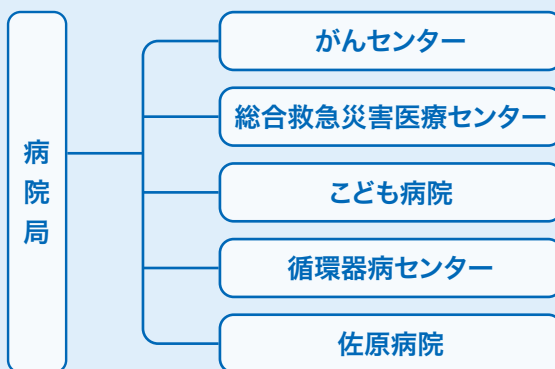 病院局
がんセンター
総合救急災害医療センター
こども病院
循環器病センター
佐原病院